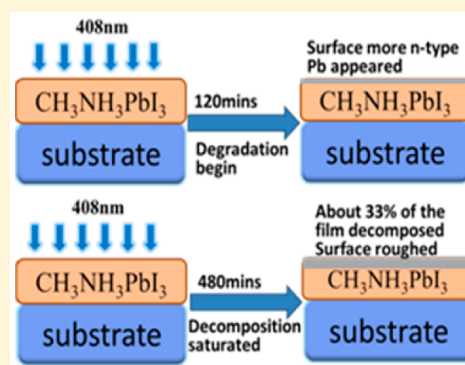 408nm
CH₃NH₃PbI₃
substrate
120mins
Degradation
begin
Surface more n-type
Pb appeared
CH₃NH₃PbI₃
substrate
408nm
CH₃NH₃PbI₃
substrate
480mins
Decomposition
saturated
About 33% of the
film decomposed
Surface roughed
CH₃NH₃PbI₃
substrate